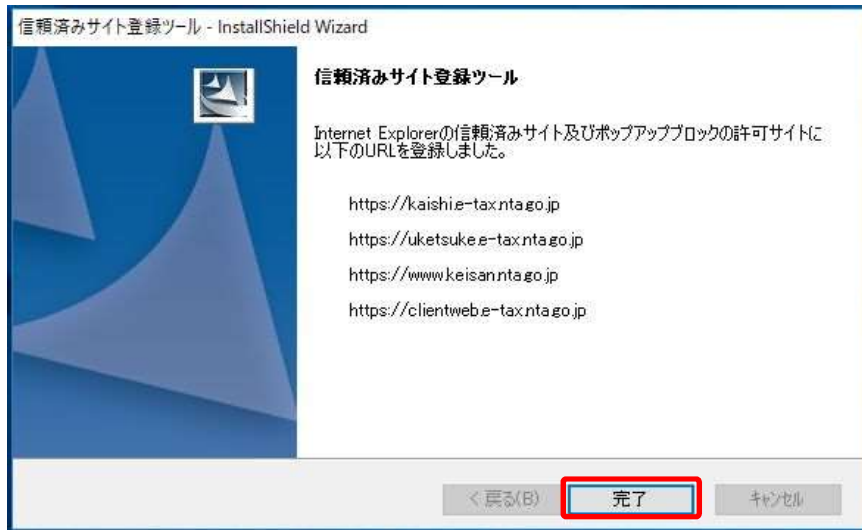 信頼済みサイト登録ツール - InstallShield Wizard
信頼済みサイト登録ツール
Internet Explorerの信頼済みサイト及びポップアップブロックの許可サイトに
以下のURLを登録しました。
https://kaishi.e-tax.nta.go.jp
https://uketsuke.e-tax.nta.go.jp
https://www.keisan.nta.go.jp
https://clientweb.e-tax.nta.go.jp
< 戻る(B)
完了
キャンセル